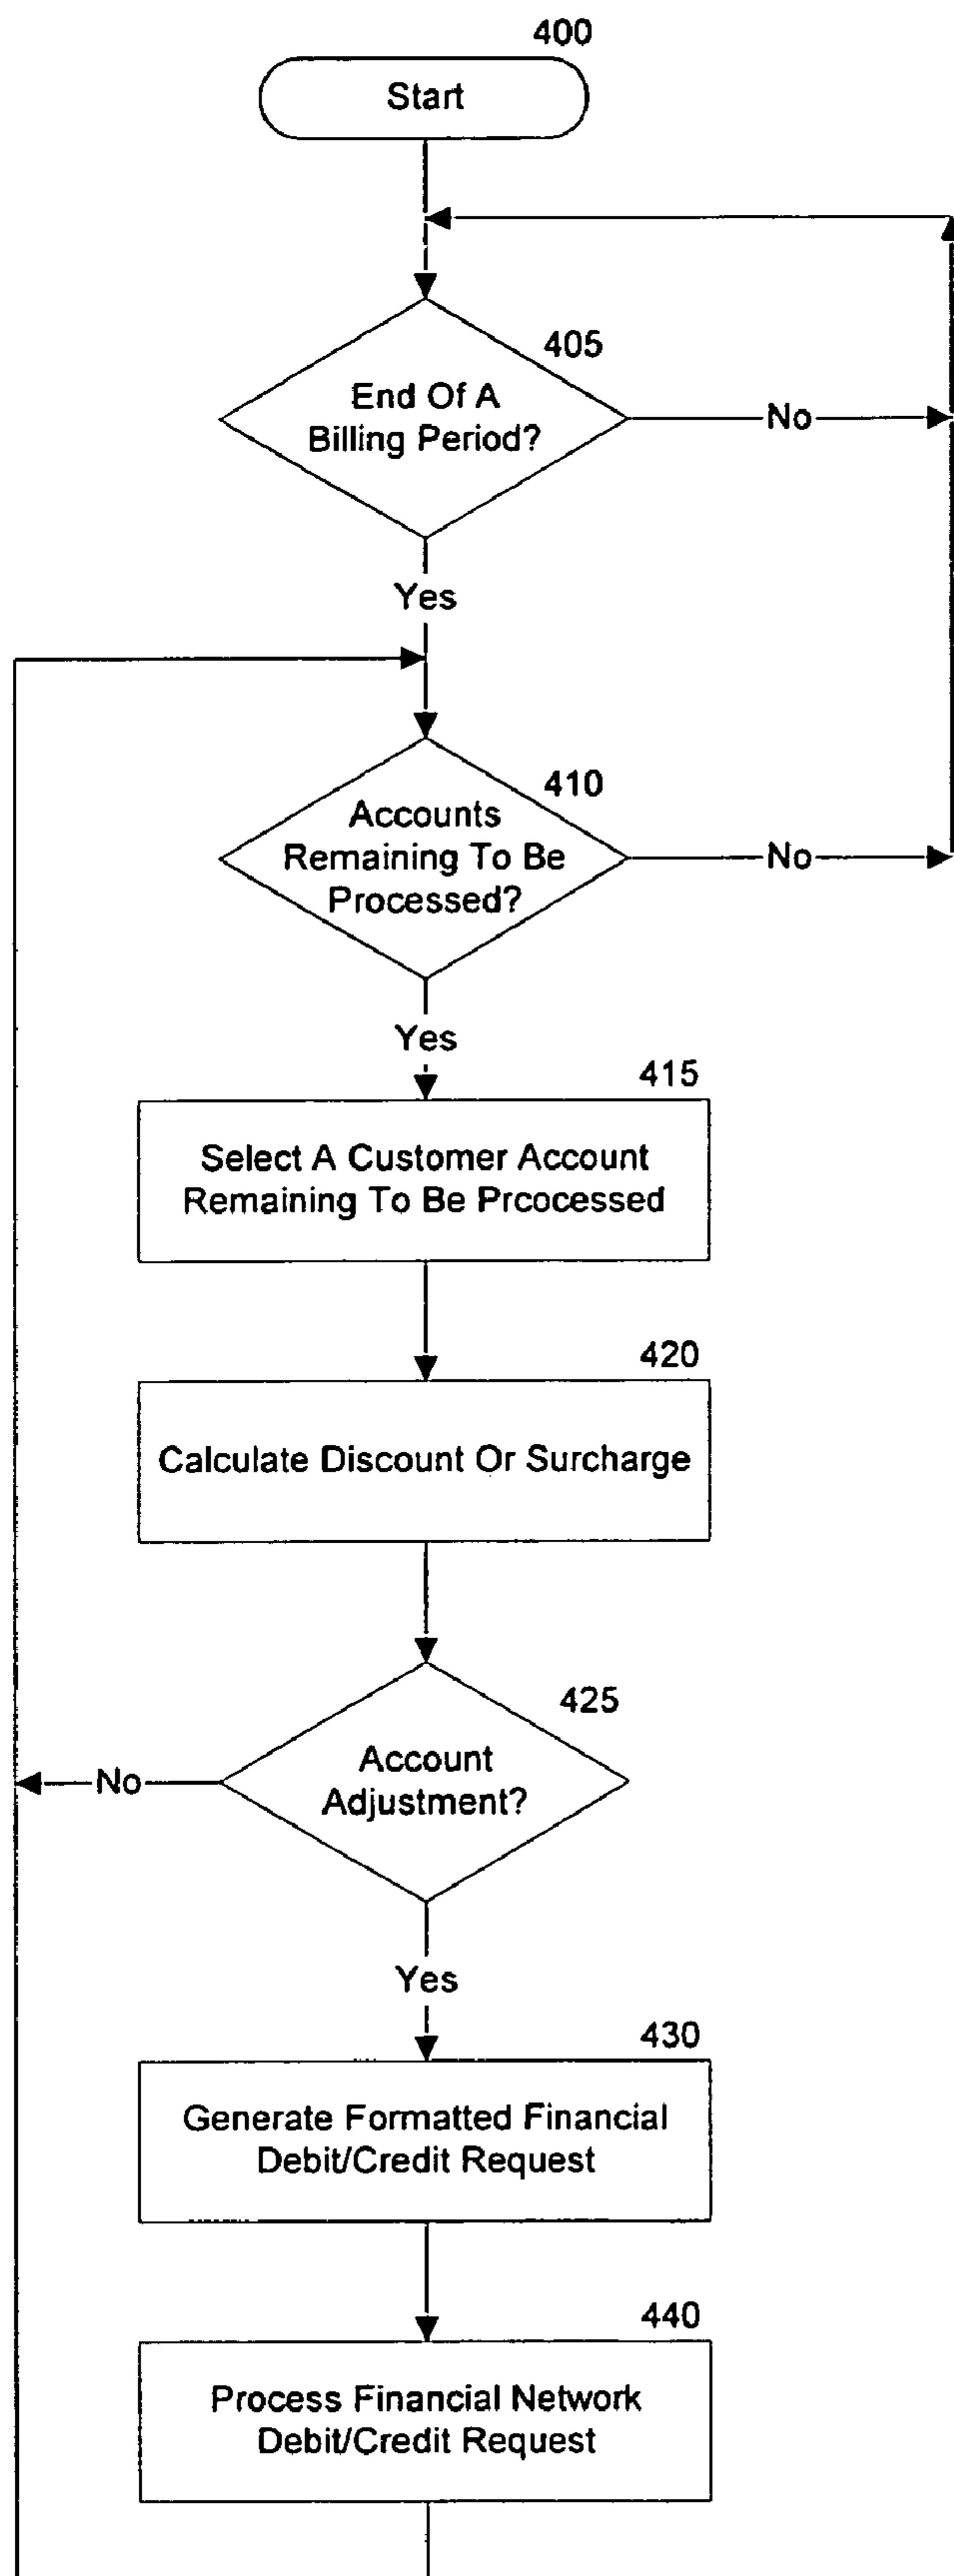 400
Start
405
End Of A
Billing Period?
No
Yes
410
Accounts
Remaining To Be
Processed?
No
Yes
415
Select A Customer Account
Remaining To Be Prcocessed
420
Calculate Discount Or Surcharge
425
Account
Adjustment?
No
Yes
430
Generate Formatted Financial
Debit/Credit Request
440
Process Financial Network
Debit/Credit Request